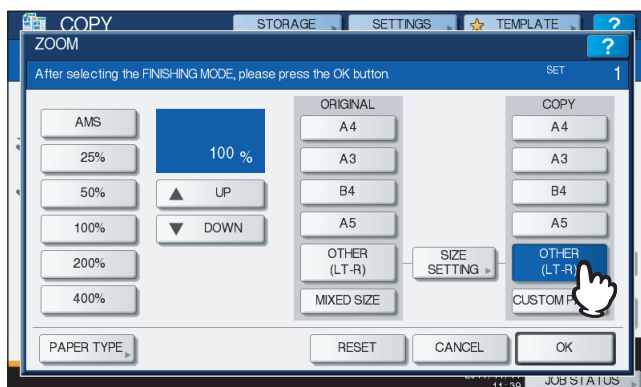 COPY
STORAGE
SETTINGS
TEMPLATE
?
ZOOM
?
After selecting the FINISHING MODE, please press the OK button.
SET 1
ORIGINAL
COPY
AMS
100 %
A4
A4
25%
A3
A3
50%
UP
B4
B4
100%
DOWN
A5
A5
200%
OTHER
(LT-R)
SIZE
SETTING
OTHER
(LT-R)
400%
MIXED SIZE
CUSTOM
PAPER TYPE
RESET
CANCEL
OK
11:39
JOB STATUS